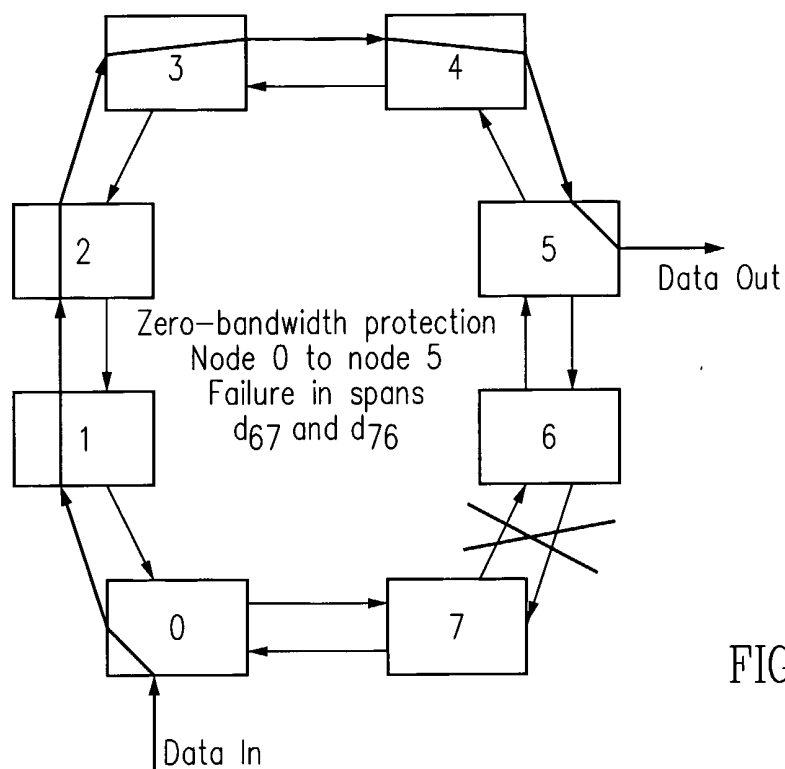 3
4
2
5
Data Out
Zero-bandwidth protection
Node 0 to node 5
Failure in spans
d67 and d76
1
6
0
7
FIG
Data In